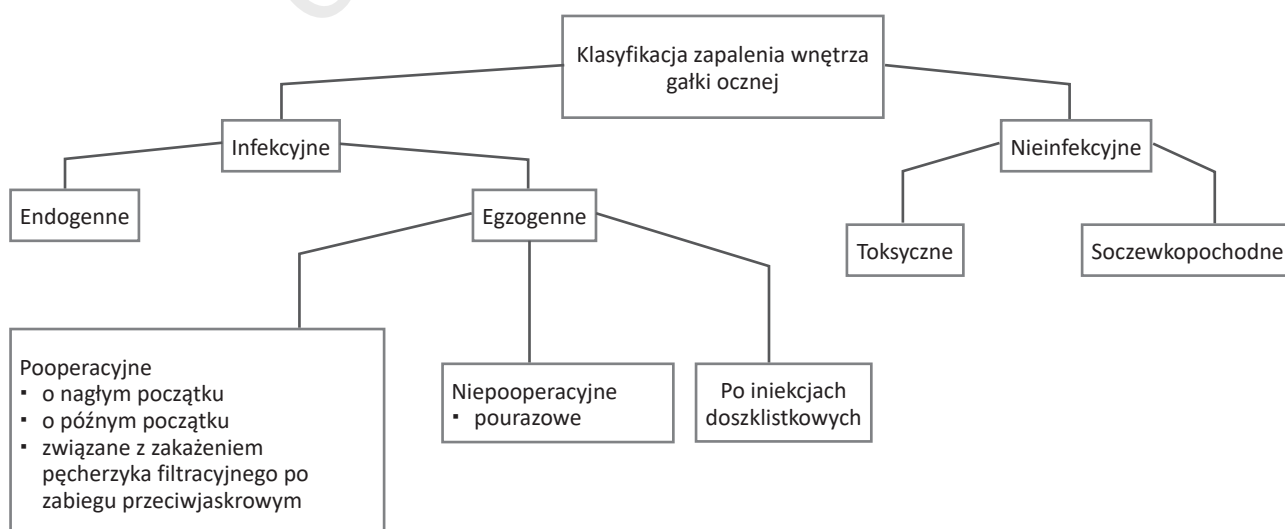 Klasyfikacja zapalenia wnętrza
gałki ocznej
Infekcyjne
Nieinfekcyjne
Endogenne
Egzogenne
Toksyczne
Soczewkopochodne
Pooperacyjne
▪ o nagłym początku
▪ o późnym początku
▪ związane z zakażeniem
pęcherzyka filtracyjnego po
zabiegu przeciwjaskrowym
Niepooperacyjne
▪ pourazowe
Po iniekcjach
doszklistkowych